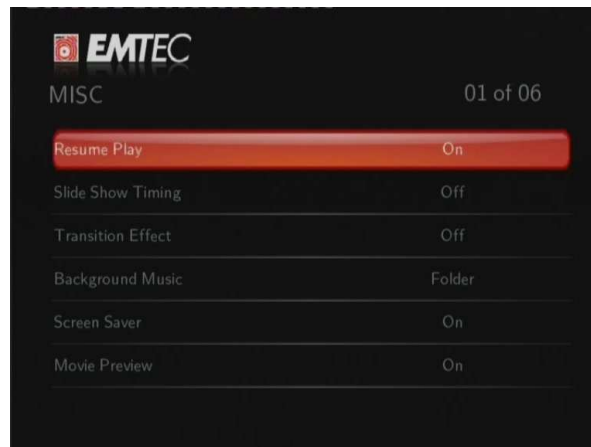 EMTEC
MISC 01 of 06
Resume Play On
Slide Show Timing Off
Transition Effect Off
Background Music Folder
Screen Saver On
Movie Preview On